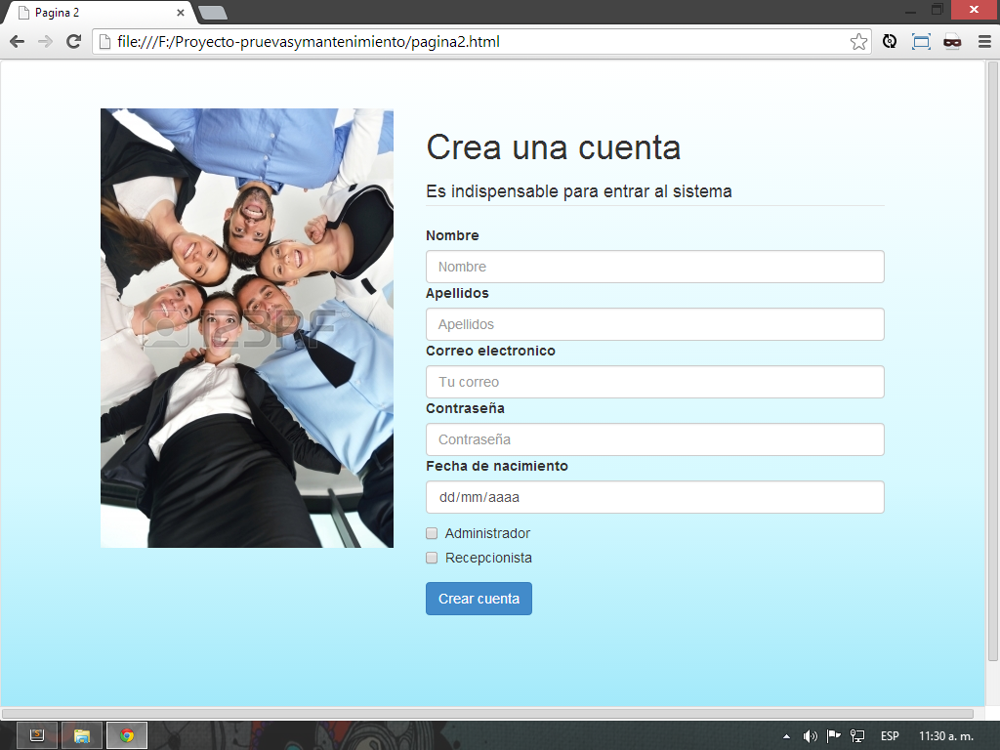 Pagina 2
file:///F:/Proyecto-pruevasymantenimiento/pagina2.html
Crea una cuenta
Es indispensable para entrar al sistema
Nombre
Nombre
Apellidos
Apellidos
Correo electronico
Tu correo
Contraseña
Contraseña
Fecha de nacimiento
dd/mm/aaaa
Administrador
Recepcionista
Crear cuenta
123RF
ESP
11:30 a. m.